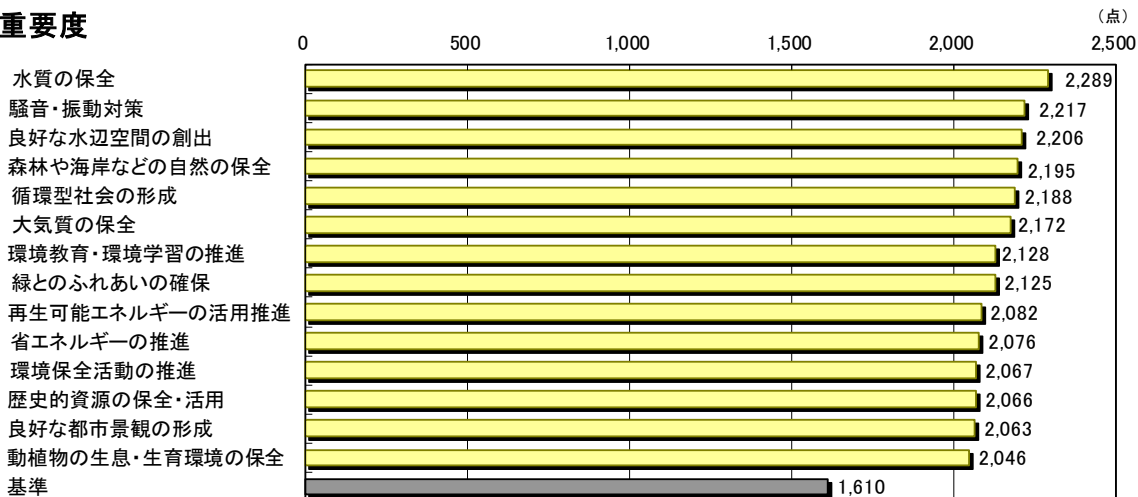 重要度
(点)
0 500 1,000 1,500 2,000 2,500
水質の保全 2,289
騒音・振動対策 2,217
良好な水辺空間の創出 2,206
森林や海岸などの自然の保全 2,195
循環型社会の形成 2,188
大気質の保全 2,172
環境教育・環境学習の推進 2,128
緑とのふれあいの確保 2,125
再生可能エネルギーの活用推進 2,082
省エネルギーの推進 2,076
環境保全活動の推進 2,067
歴史的資源の保全・活用 2,066
良好な都市景観の形成 2,063
動植物の生息・生育環境の保全 2,046
基準 1,610